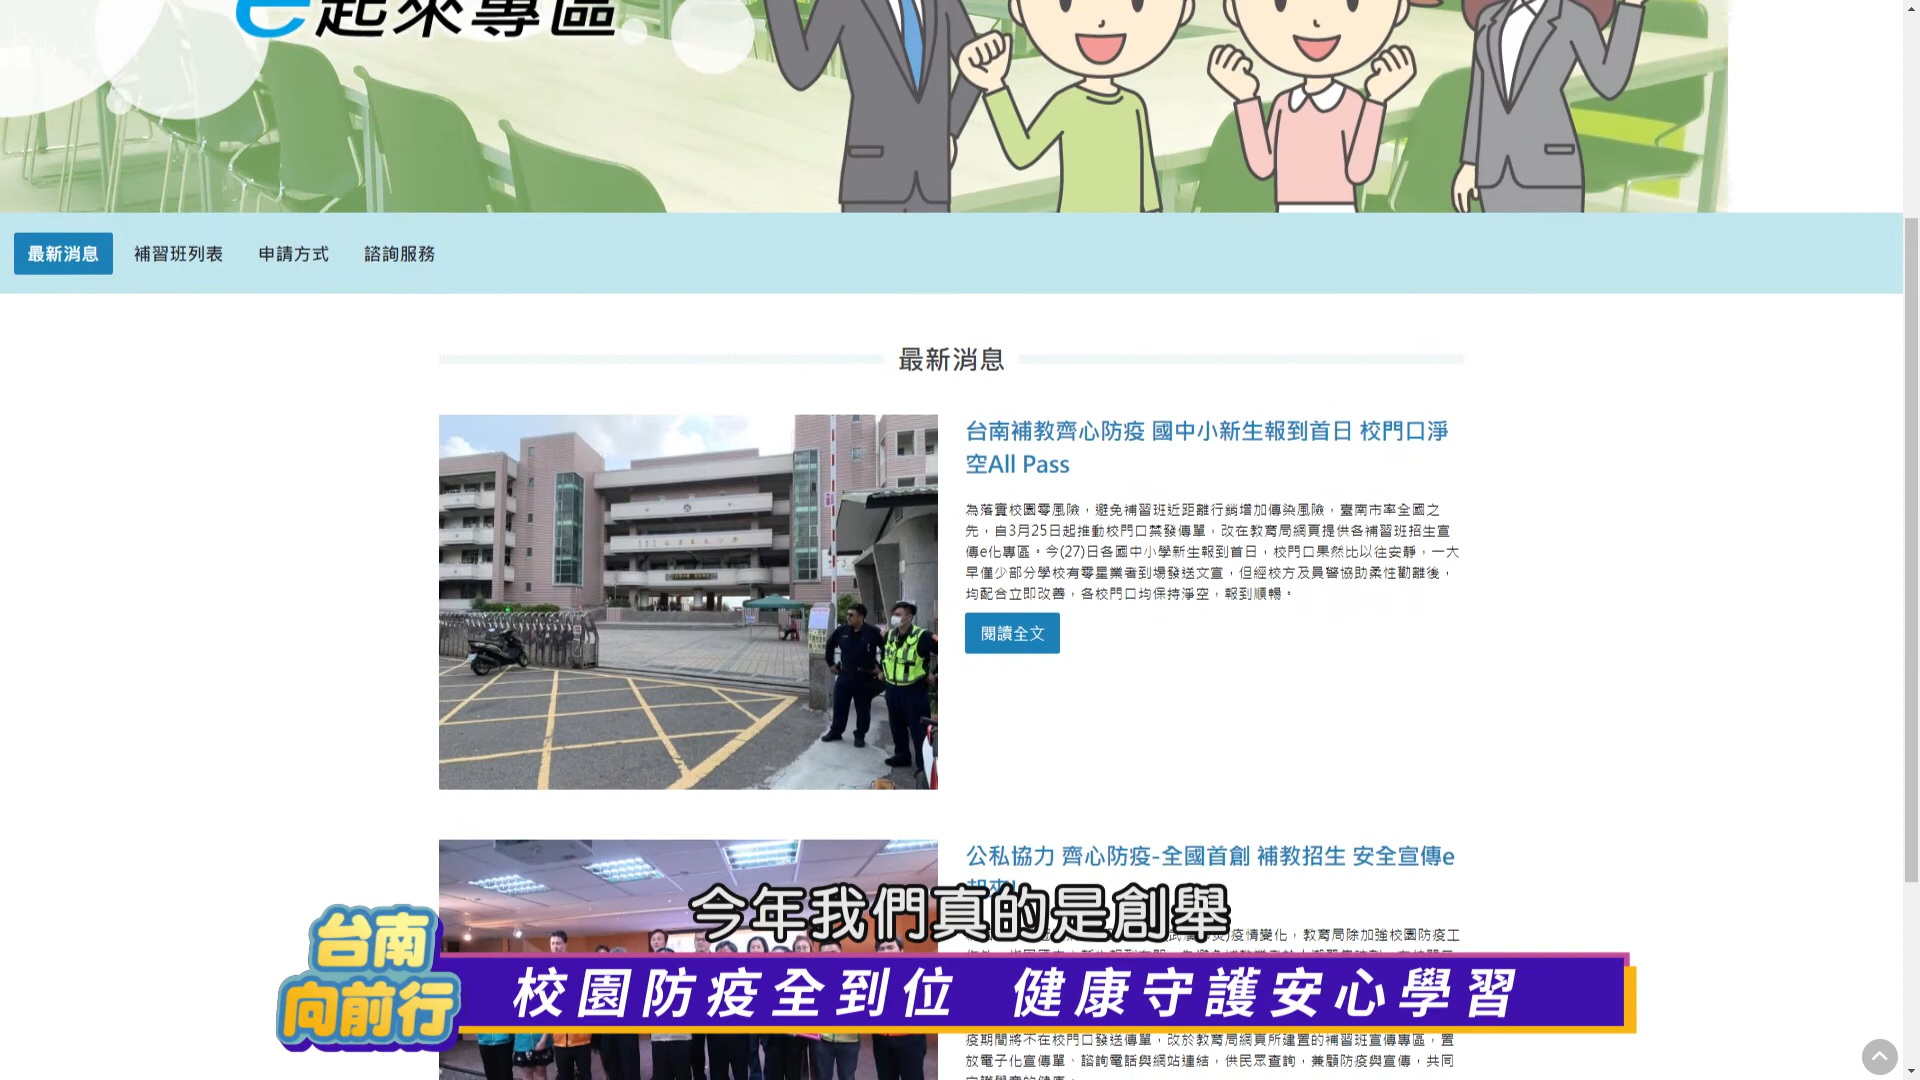 e起來專區
最新消息
補習班列表
申請方式
諮詢服務
最新消息
台南補教齊心防疫 國中小新生報到首日 校門口淨
空All Pass
為落實校園零風險，避免補習班近距離行銷增加傳染風險，臺南市率全國之
先，自3月25日起推動校門口禁發傳單，改在教育局網頁提供各補習班招生宣
傳e化專區。今(27)日各國中小學新生報到首日，校門口果然比以往安靜，一大
早僅少部分學校有零星業者到場發送文宣，但經校方及員警協助柔性勸離後，
均配合立即改善，各校門口均保持淨空，報到順暢。
閱讀全文
公私協力 齊心防疫-全國首創 補教招生 安全宣傳e
今年我們真的是創舉
疫情變化，教育局除加強校園防疫工
台南
向前行
校園防疫全到位 健康守護安心學習
疫期間將不在校門口發送傳單，改於教育局網頁所建置的補習班宣傳專區，置
放電子化宣傳單、諮詢電話與網站連結，供民眾查詢，兼顧防疫與宣傳，共同